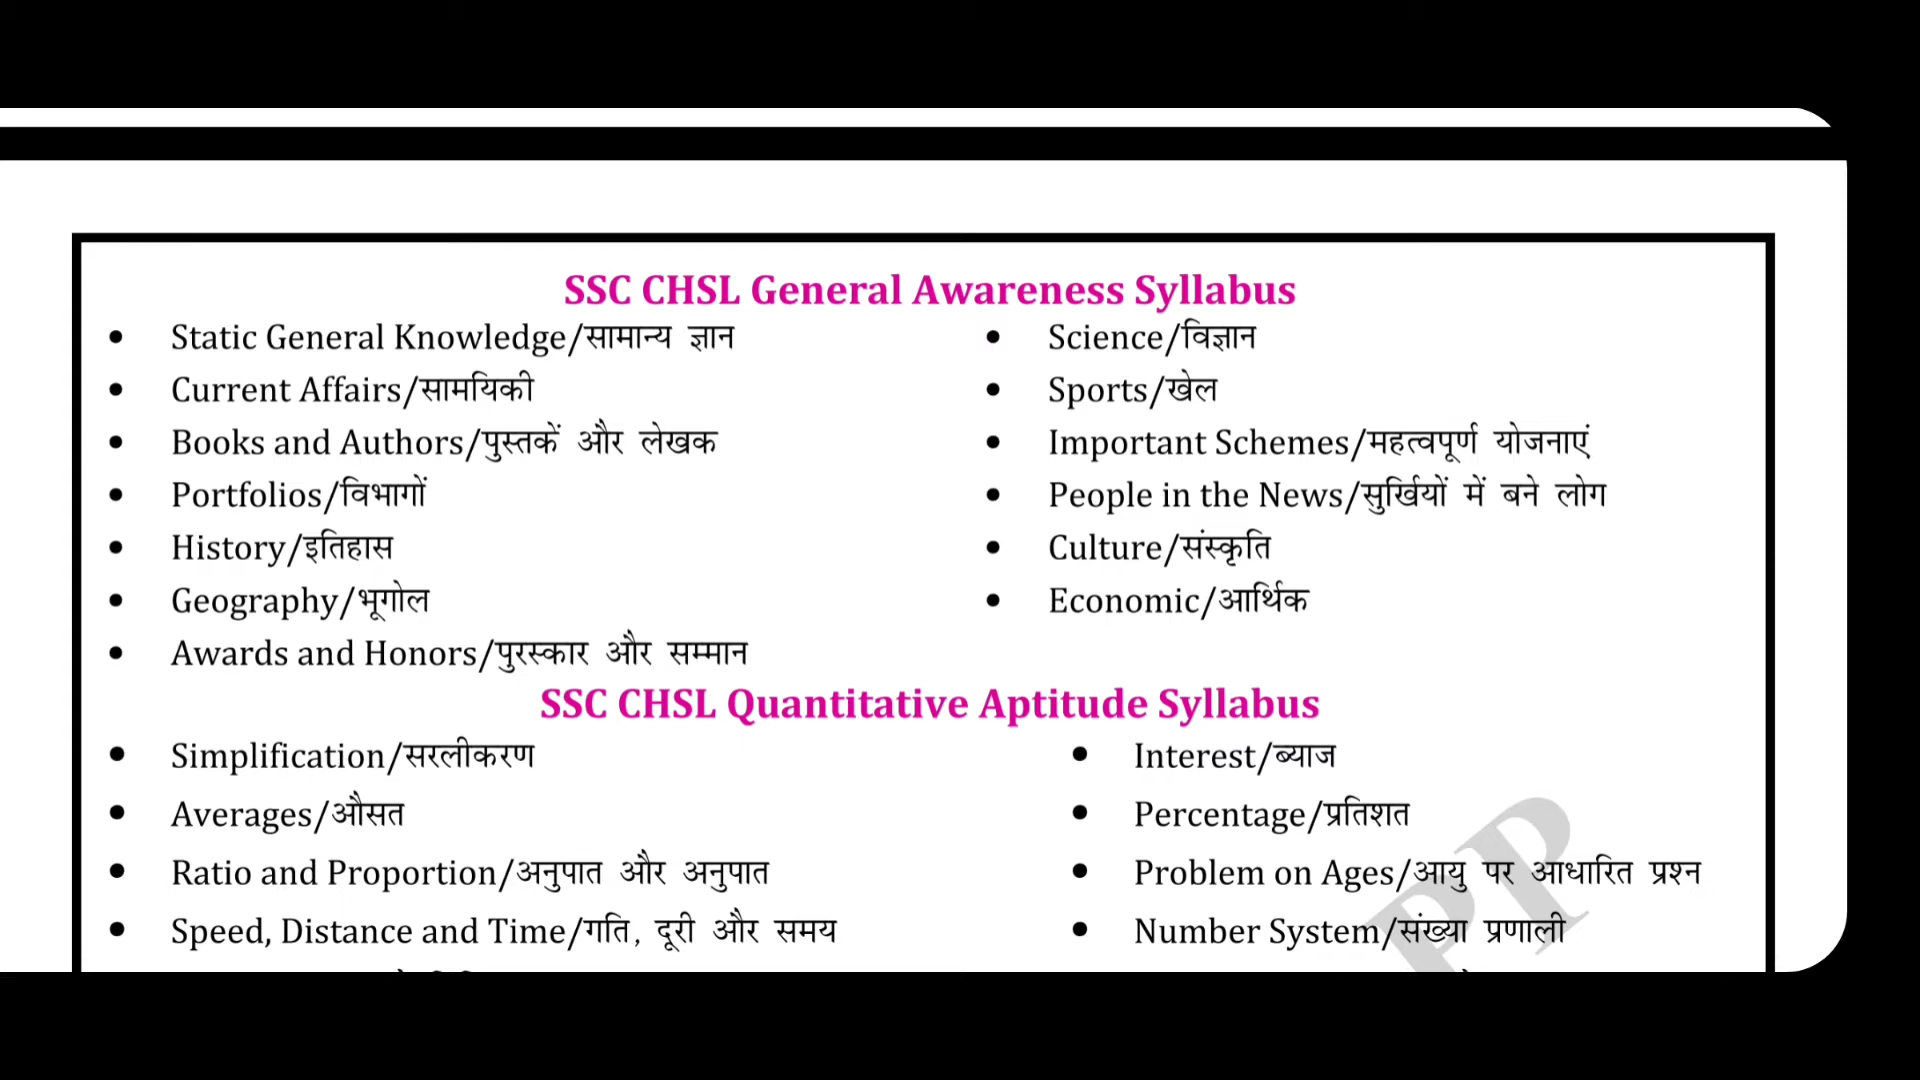 SSC CHSL General Awareness Syllabus
• Static General Knowledge/सामान्य ज्ञान
• Current Affairs/सामयिकी
• Books and Authors/पुस्तकें और लेखक
• Portfolios/विभागों
• History/इतिहास
• Geography/भूगोल
• Awards and Honors/पुरस्कार और सम्मान
• Science/विज्ञान
• Sports/खेल
• Important Schemes/महत्वपूर्ण योजनाएं
• People in the News/सुर्खियों में बने लोग
• Culture/संस्कृति
• Economic/आर्थिक
SSC CHSL Quantitative Aptitude Syllabus
• Simplification/सरलीकरण
• Averages/औसत
• Ratio and Proportion/अनुपात और अनुपात
• Speed, Distance and Time/गति, दूरी और समय
• Interest/ब्याज
• Percentage/प्रतिशत
• Problem on Ages/आयु पर आधारित प्रश्न
• Number System/संख्या प्रणाली
PP